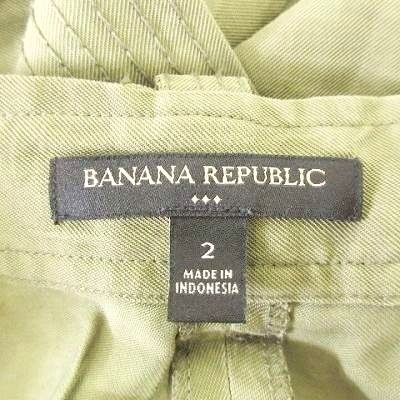 BANANA REPUBLIC
2
MADE IN
INDONESIA